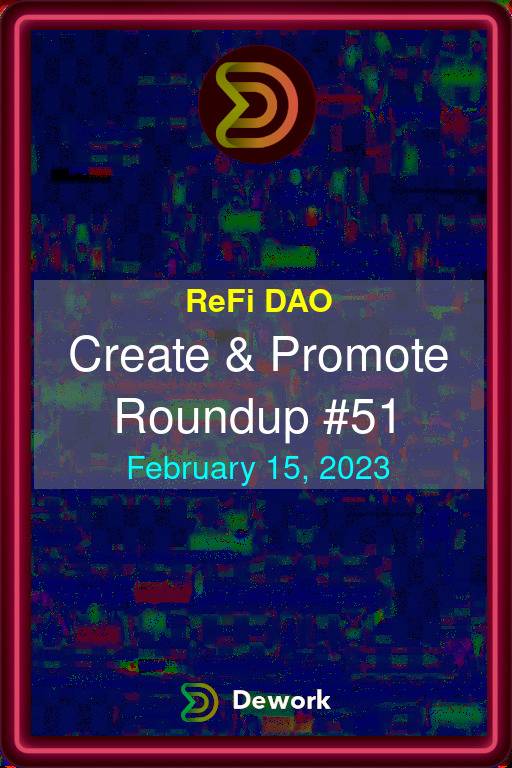 ReFi DAO
Create & Promote
Roundup #51
February 15, 2023
Dework